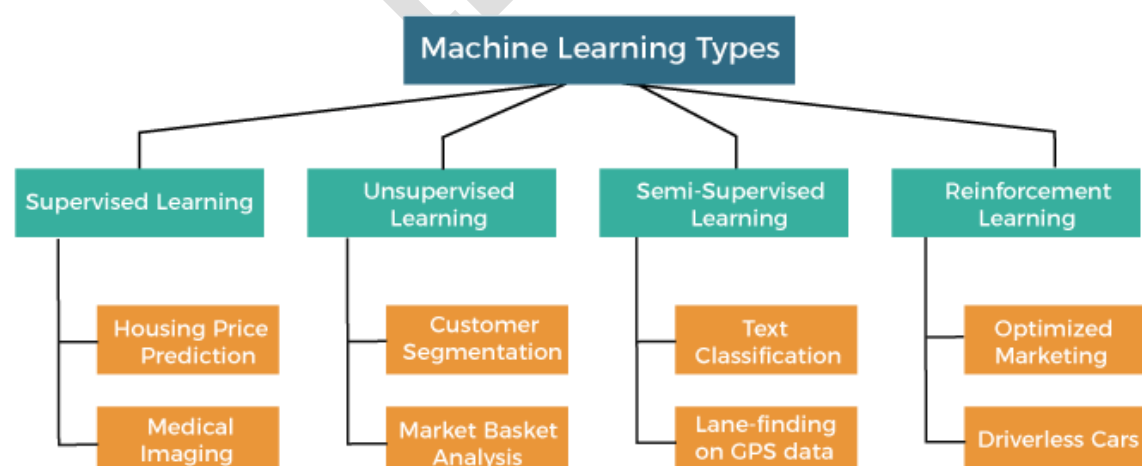 Machine Learning Types
Supervised Learning
Unsupervised
Learning
Semi-Supervised
Learning
Reinforcement
Learning
Housing Price
Prediction
Customer
Segmentation
Text
Classification
Optimized
Marketing
Medical
Imaging
Market Basket
Analysis
Lane-finding
on GPS data
Driverless Cars